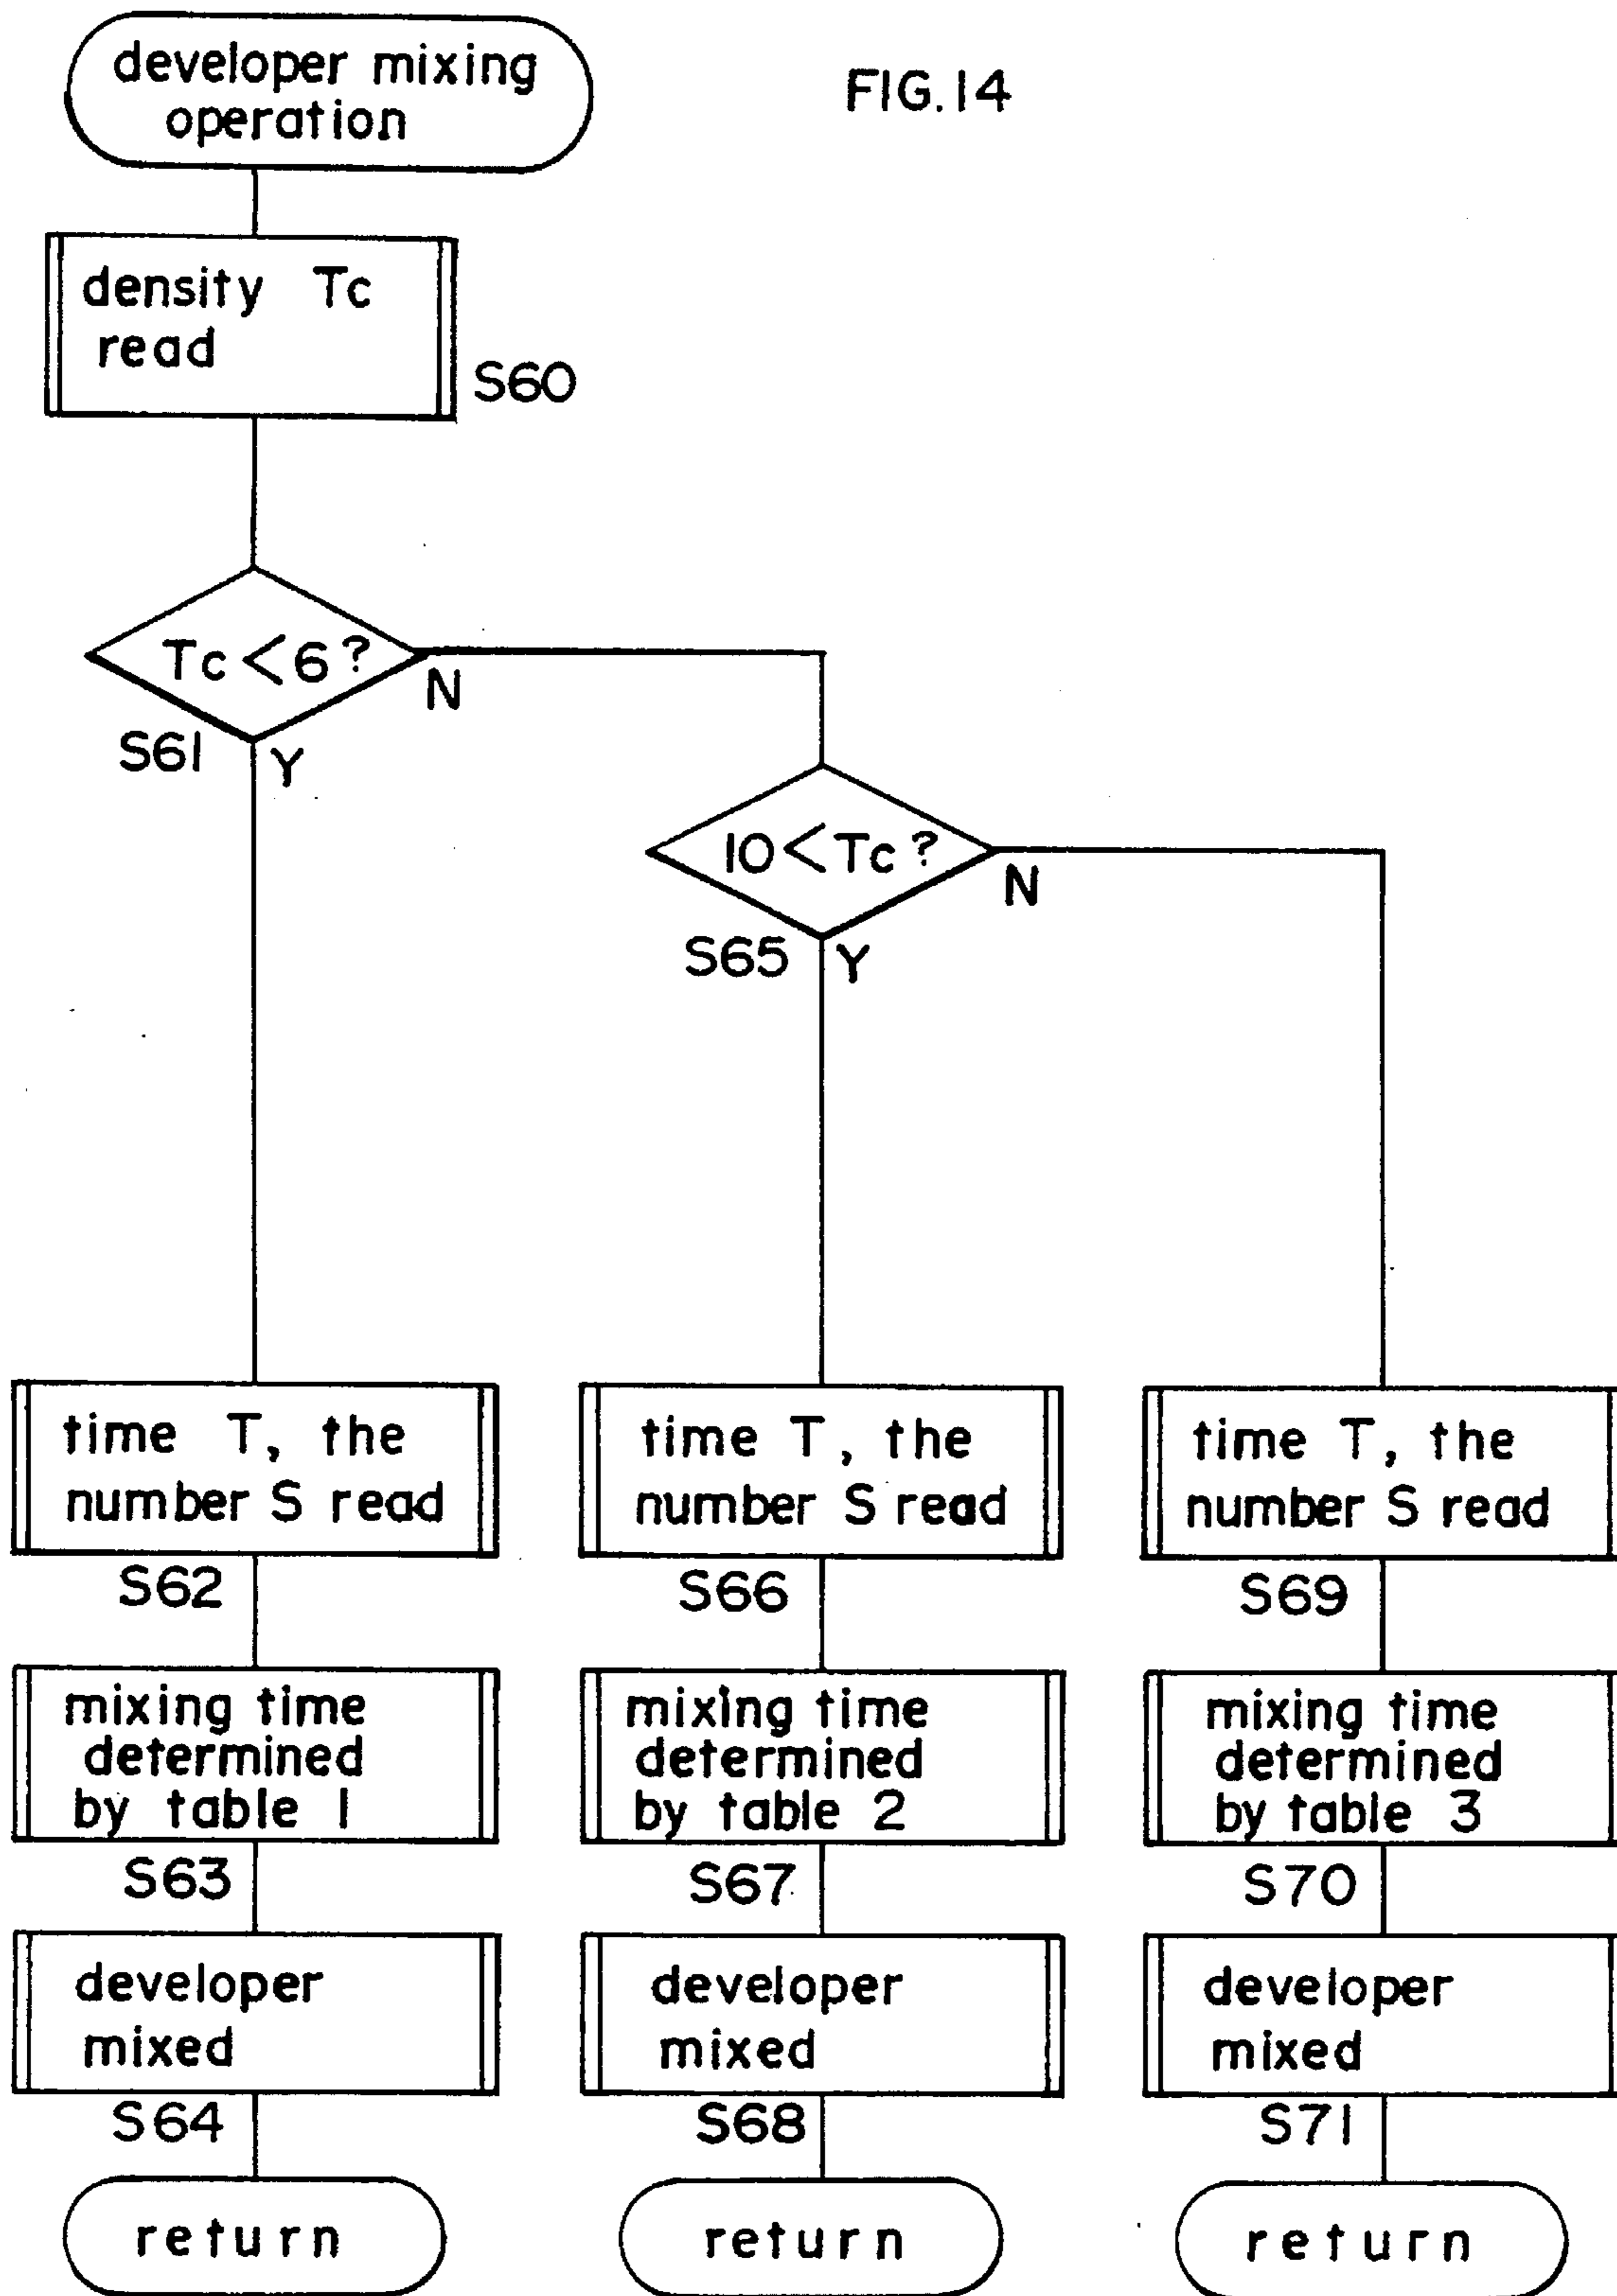 developer mixing
operation
FIG.14
density Tc
read
S60
Tc<6?
N
S61
Y
10<Tc?
N
S65
Y
time T, the
number S read
S62
mixing time
determined
by table 1
S63
developer
mixed
S64
return
time T, the
number S read
S66
mixing time
determined
by table 2
S67
developer
mixed
S68
return
time T, the
number S read
S69
mixing time
determined
by table 3
S70
developer
mixed
S71
return